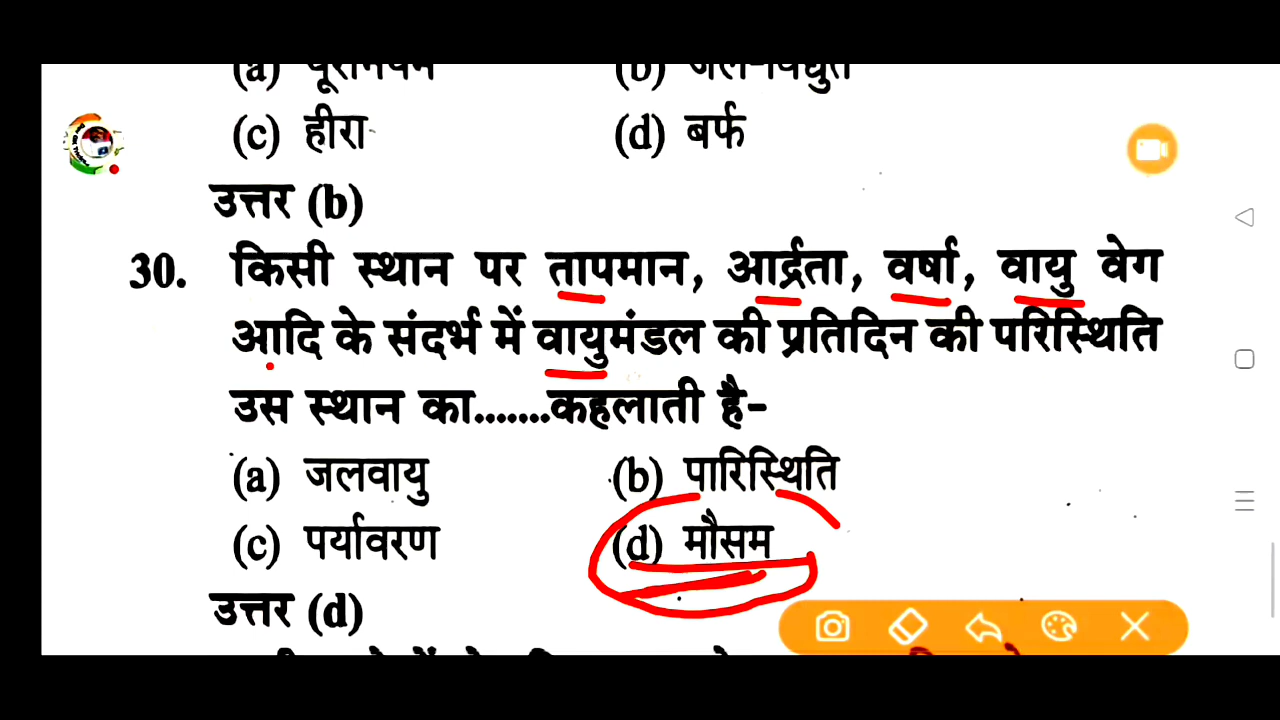 (c) हीरा
(d) बर्फ
उत्तर (b)
30. किसी स्थान पर तापमान, आर्द्रता, वर्षा, वायु वेग
आदि के संदर्भ में वायुमंडल की प्रतिदिन की परिस्थिति
उस स्थान का.......कहलाती है-
(a) जलवायु
(b) पारिस्थिति
(c) पर्यावरण
(d) मौसम
उत्तर (d)